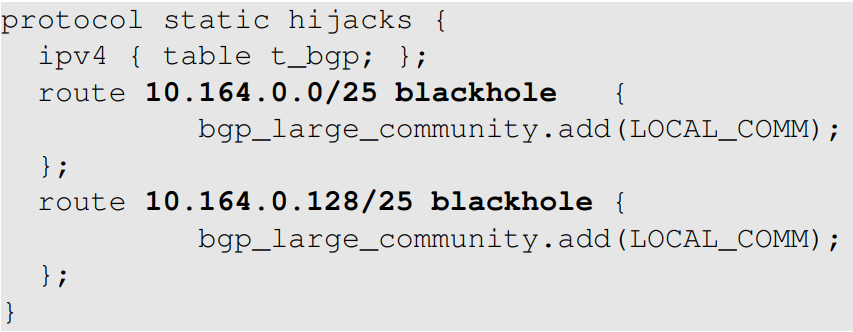 protocol static hijacks {
  ipv4 { table t_bgp; };
  route 10.164.0.0/25 blackhole   {
          bgp_large_community.add(LOCAL_COMM);
  };
  route 10.164.0.128/25 blackhole {
          bgp_large_community.add(LOCAL_COMM);
  };
}